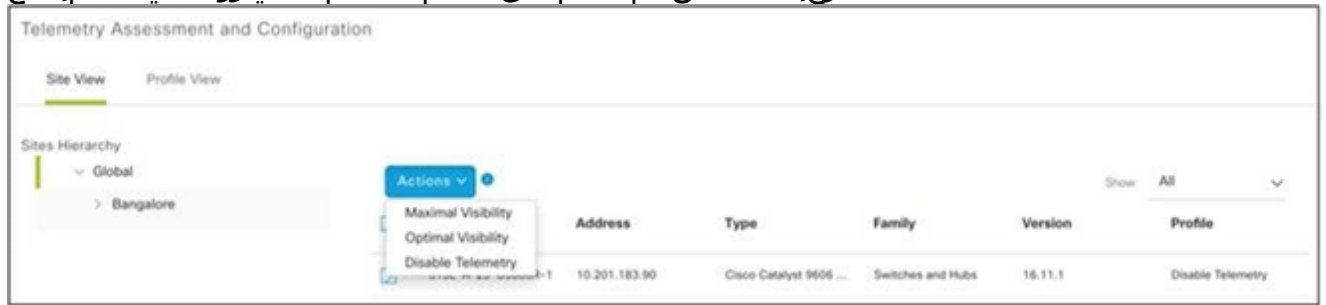 Telemetry Assessment and Configuration
Site View Profile View
Sites Hierarchy
Global
Bangalore
Actions
Show All
Maximal Visibility
Optimal Visibility
Disable Telemetry
Address Type Family Version Profile
10.201.183.90 Cisco Catalyst 9606 ... Switches and Hubs 16.11.1 Disable Telemetry